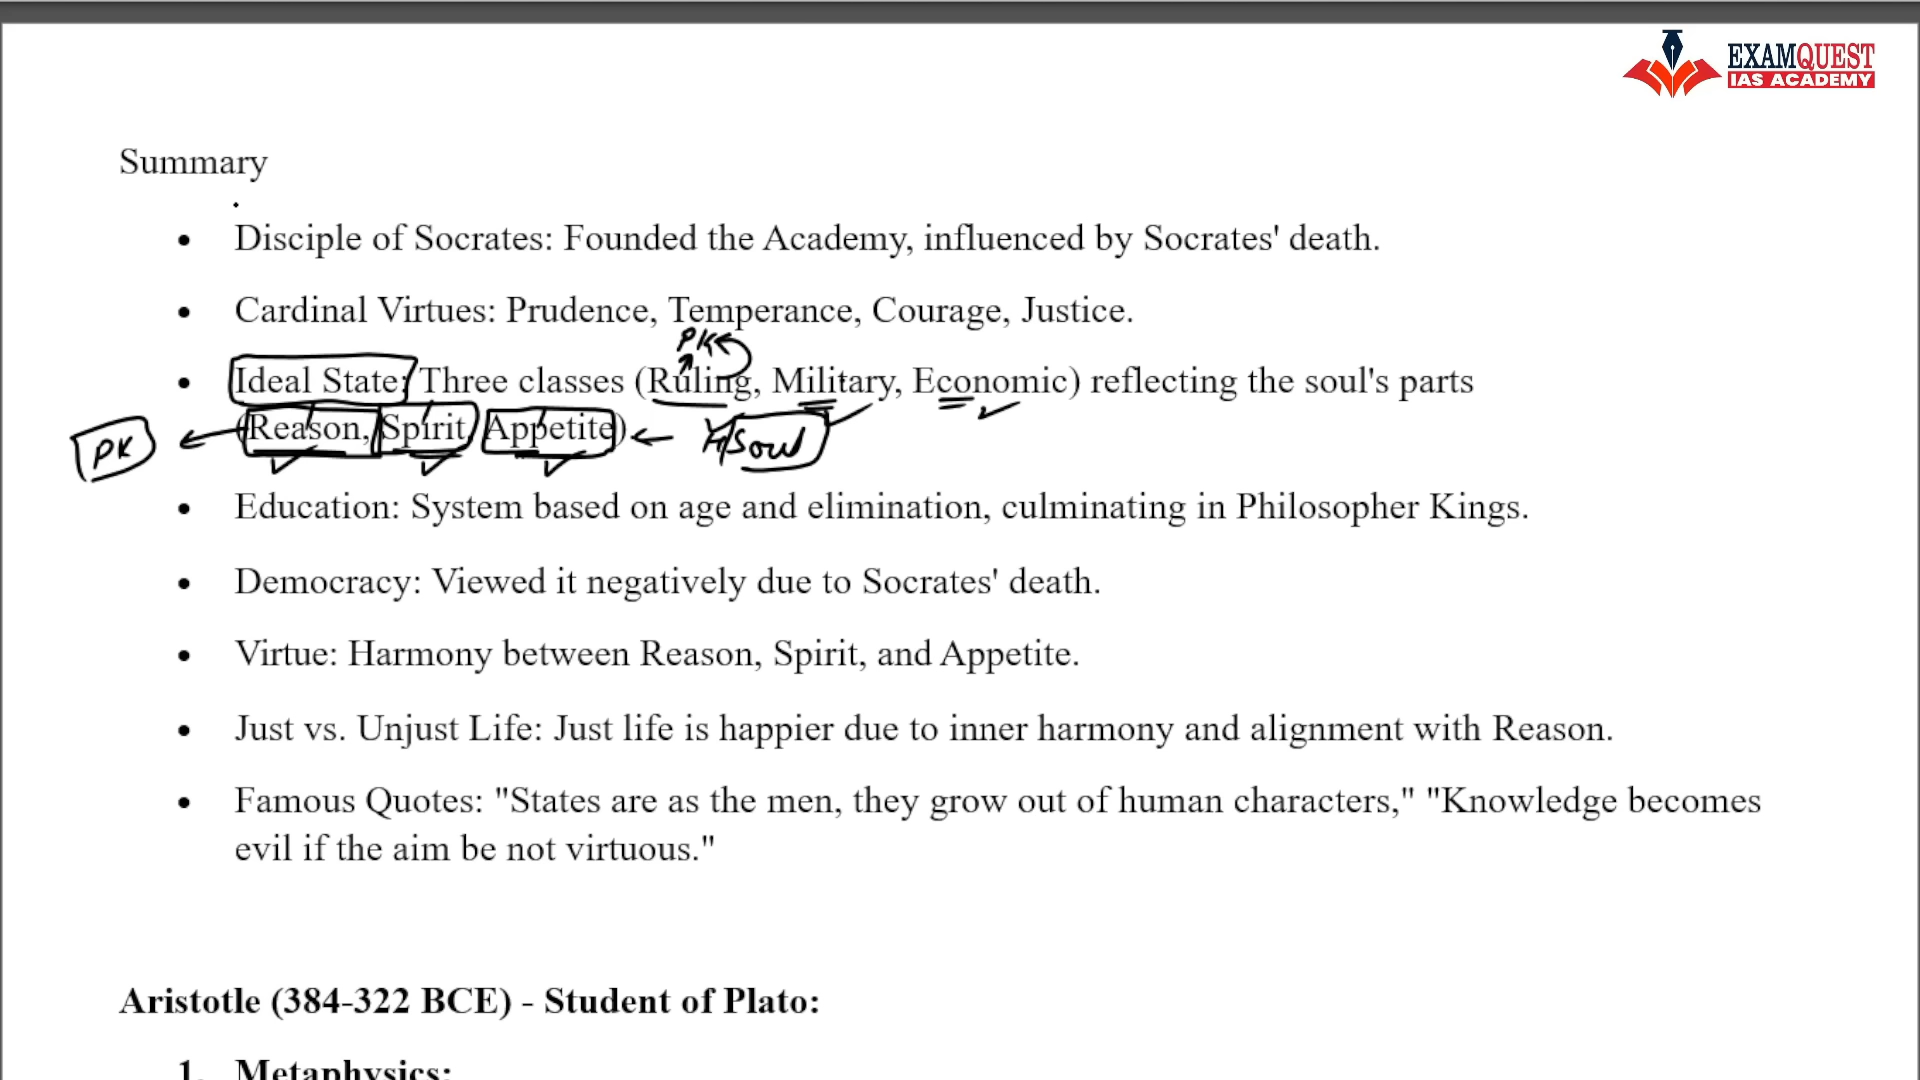 EXAMQUEST
IAS ACADEMY
Summary
• Disciple of Socrates: Founded the Academy, influenced by Socrates' death.
• Cardinal Virtues: Prudence, Temperance, Courage, Justice.
PK
• Ideal State: Three classes (Ruling, Military, Economic) reflecting the soul's parts
PK (Reason, Spirit, Appetite) Soul
• Education: System based on age and elimination, culminating in Philosopher Kings.
• Democracy: Viewed it negatively due to Socrates' death.
• Virtue: Harmony between Reason, Spirit, and Appetite.
• Just vs. Unjust Life: Just life is happier due to inner harmony and alignment with Reason.
• Famous Quotes: "States are as the men, they grow out of human characters," "Knowledge becomes
evil if the aim be not virtuous."
Aristotle (384-322 BCE) - Student of Plato:
1. Metaphysics: